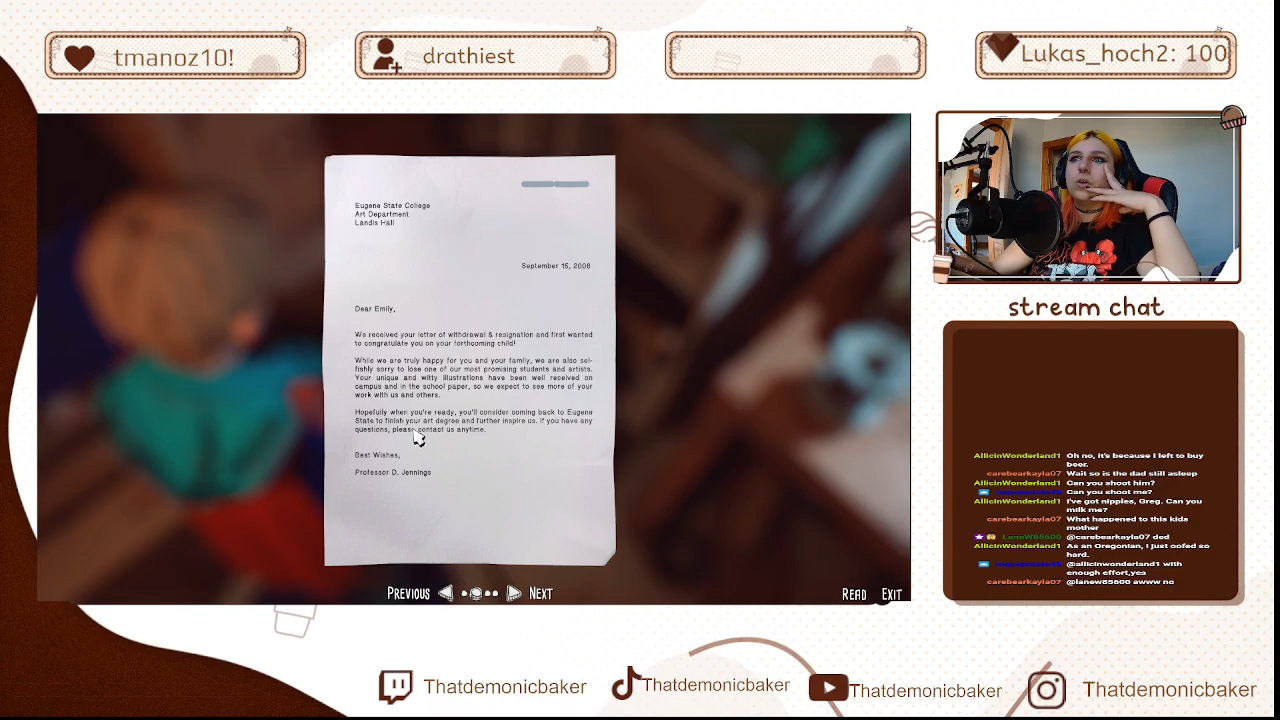 tmanoz10!
drathiest
Lukas_hoch2: 100
Eugene State College
Art Department
Landis Hall
September 15, 2006
Dear Emily,
We received your letter of withdrawal & resignation and first wanted
to congratulate you on your forthcoming child!
While we are truly happy for you and your family, we are also sel-
fishly sorry to lose one of our most promising students and artists.
Your unique and witty illustrations have been well received on
campus and in the school paper, so we expect to see more of your
work with us and others.
Hopefully when you're ready, you'll consider coming back to Eugene
State to finish your art degree and further inspire us. If you have any
questions, please contact us anytime.
Best Wishes,
Professor D. Jennings
PREVIOUS
NEXT
READ
EXIT
stream chat
AllicinWonderland1 Oh no, it's because I left to buy
beer.
carebearkayla07 Wait so is the dad still asleep
AllicinWonderland1 Can you shoot him?
Can you shoot me?
AllicinWonderland1 I've got nipples, Greg. Can you
milk me?
carebearkayla07 What happened to this kids
mother
LaneW85600 @carebearkayla07 ded
AllicinWonderland1 As an Oregonian, I just oofed so
hard.
@allicinwonderland1 with
enough effort,yes
carebearkayla07 @lanew85600 awww no
Thatdemonicbaker
Thatdemonicbaker
Thatdemonicbaker
Thatdemonicbaker